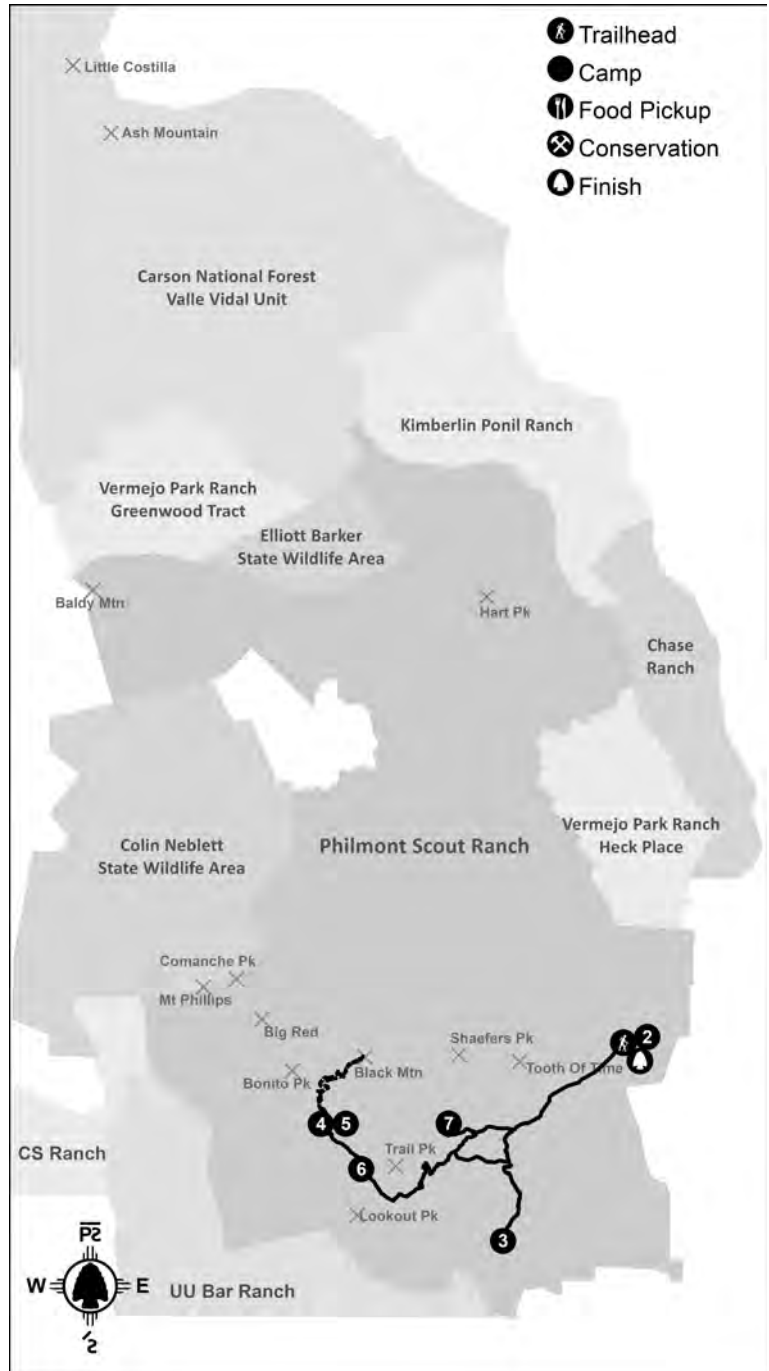 Trailhead
Camp
Food Pickup
Conservation
Finish
Little Costilla
Ash Mountain
Carson National Forest
Valle Vidal Unit
Kimberlin Ponil Ranch
Vermejo Park Ranch
Greenwood Tract
Elliott Barker
State Wildlife Area
Baldy Mtn
Hart Pk
Chase
Ranch
Colin Neblett
State Wildlife Area
Philmont Scout Ranch
Vermejo Park Ranch
Heck Place
Comanche Pk
Mt Phillips
Big Red
Shaefers Pk
2
Bonito Pk
Black Mtn
Tooth Of Time
4
5
7
CS Ranch
6
Trail Pk
Lookout Pk
3
W
E
UU Bar Ranch